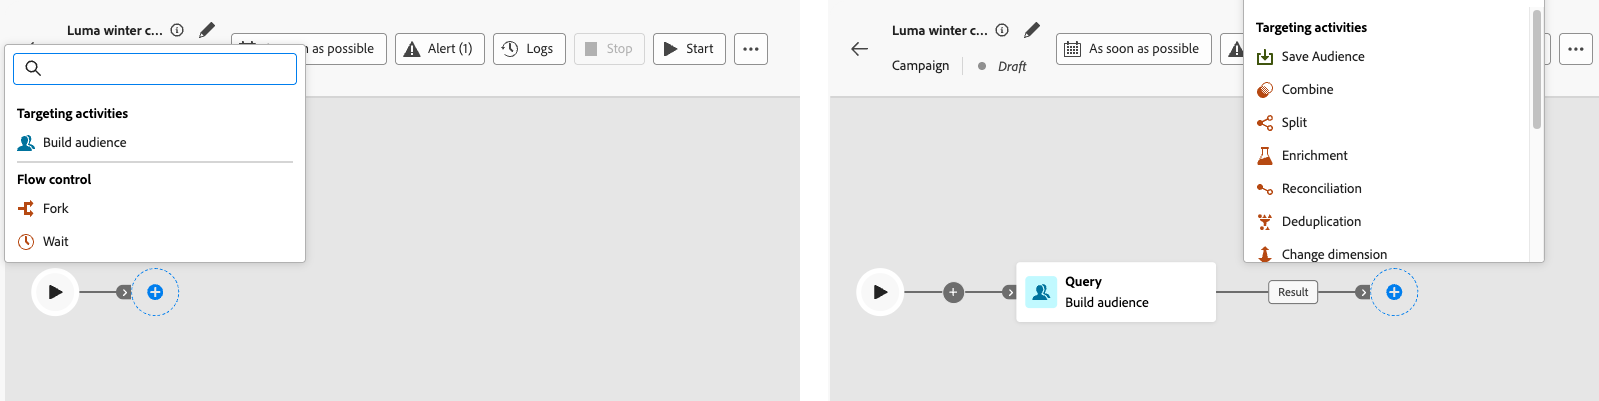 Luma winter c...
as possible
Alert (1)
Logs
Stop
Start
Targeting activities
Build audience
Flow control
Fork
Wait
Luma winter c...
Campaign
Draft
As soon as possible
Targeting activities
Save Audience
Combine
Split
Enrichment
Reconciliation
Deduplication
Change dimension
Query
Build audience
Result